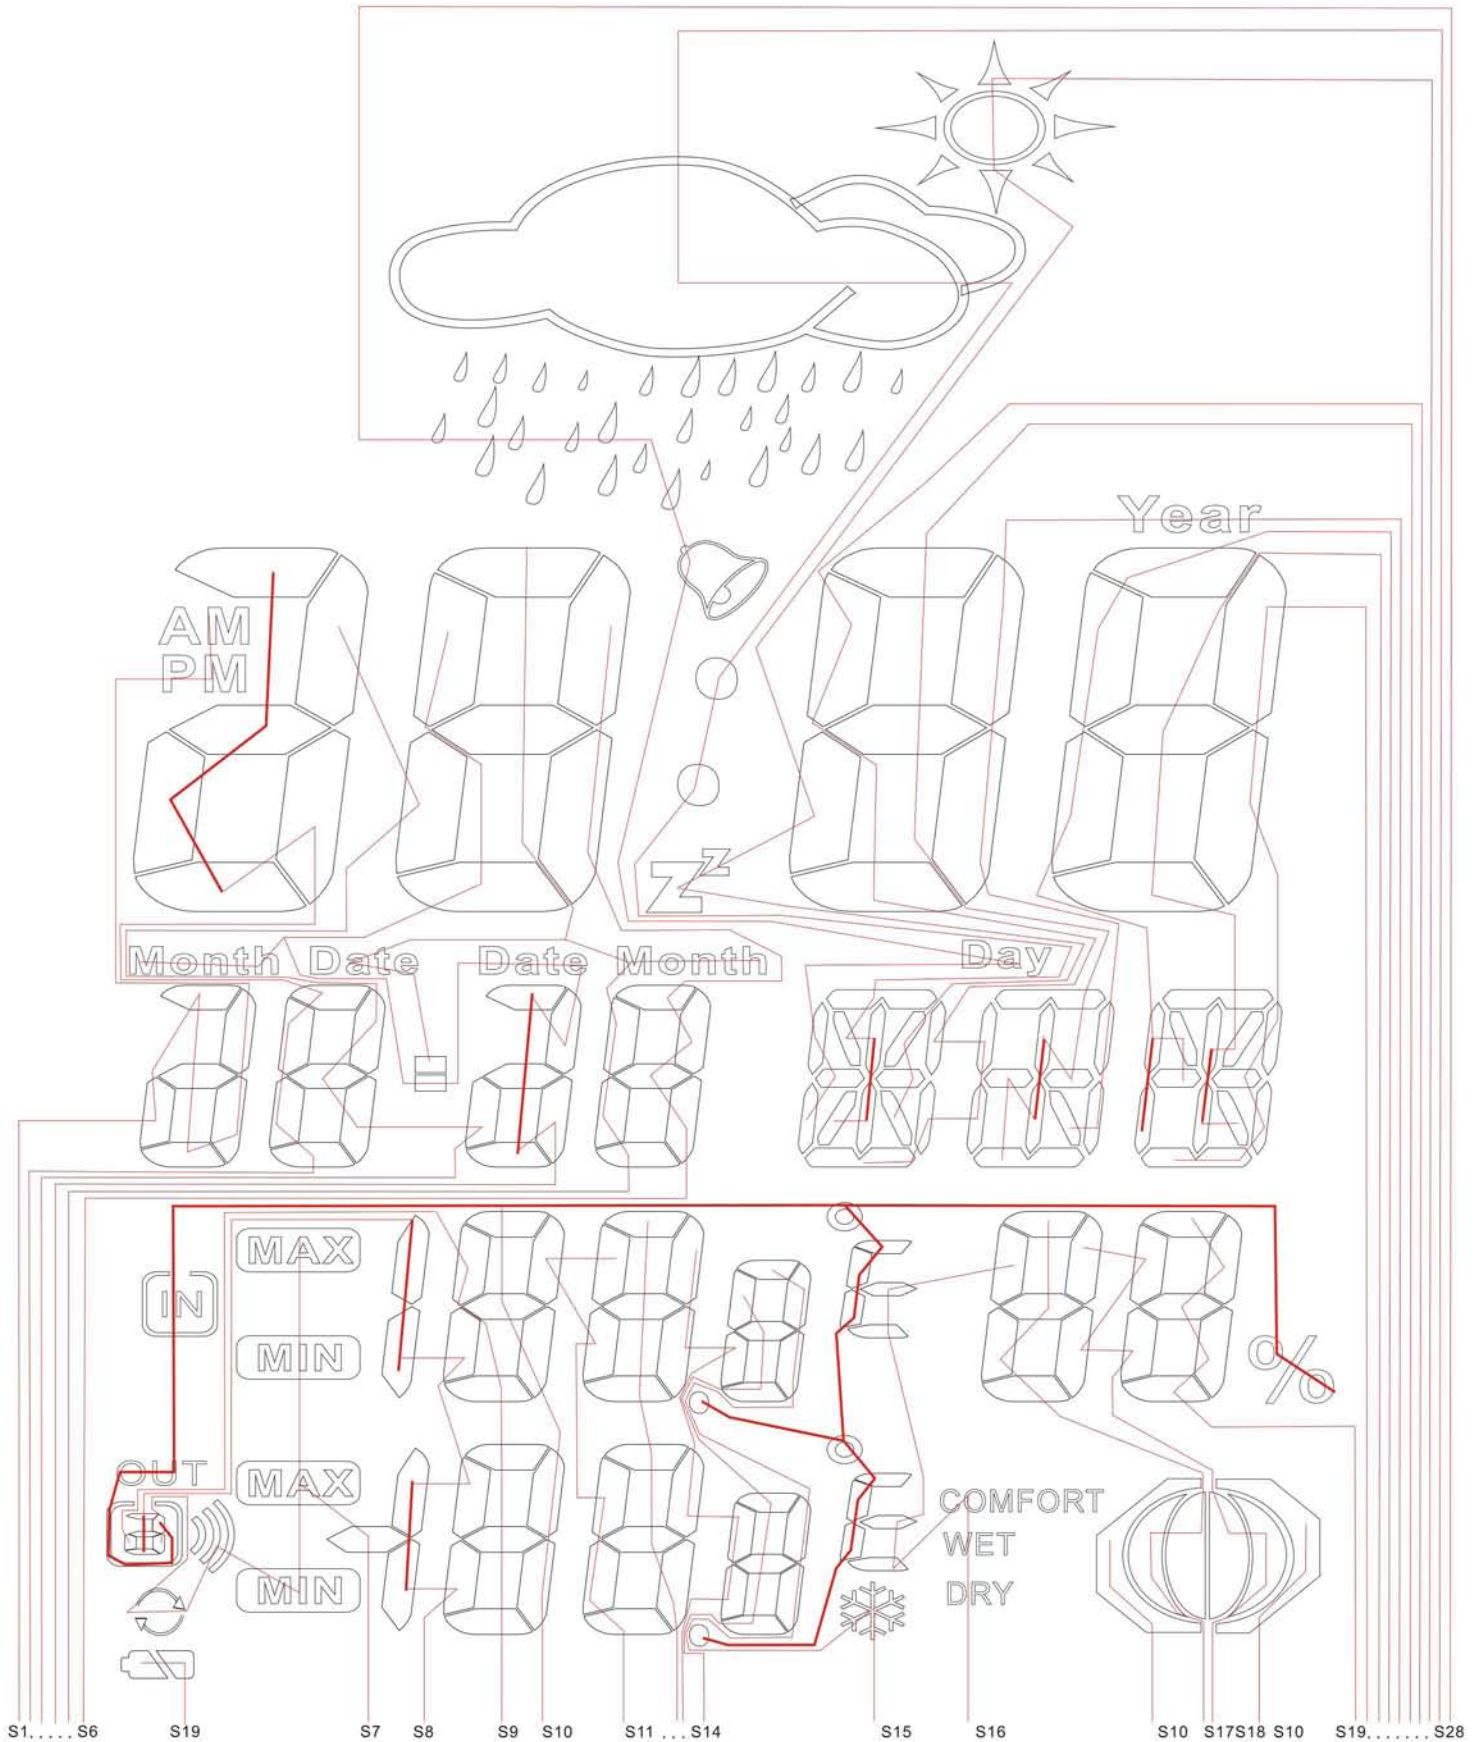 Year
AM
PM
Zz
Month Date Date Month Day
MAX
IN
MIN
%
OUT
MAX
COMFORT
WET
MIN
DRY
S1.....S6 S19 S7 S8 S9 S10 S11...S14 S15 S16 S10 S17S18 S10 S19.......S28